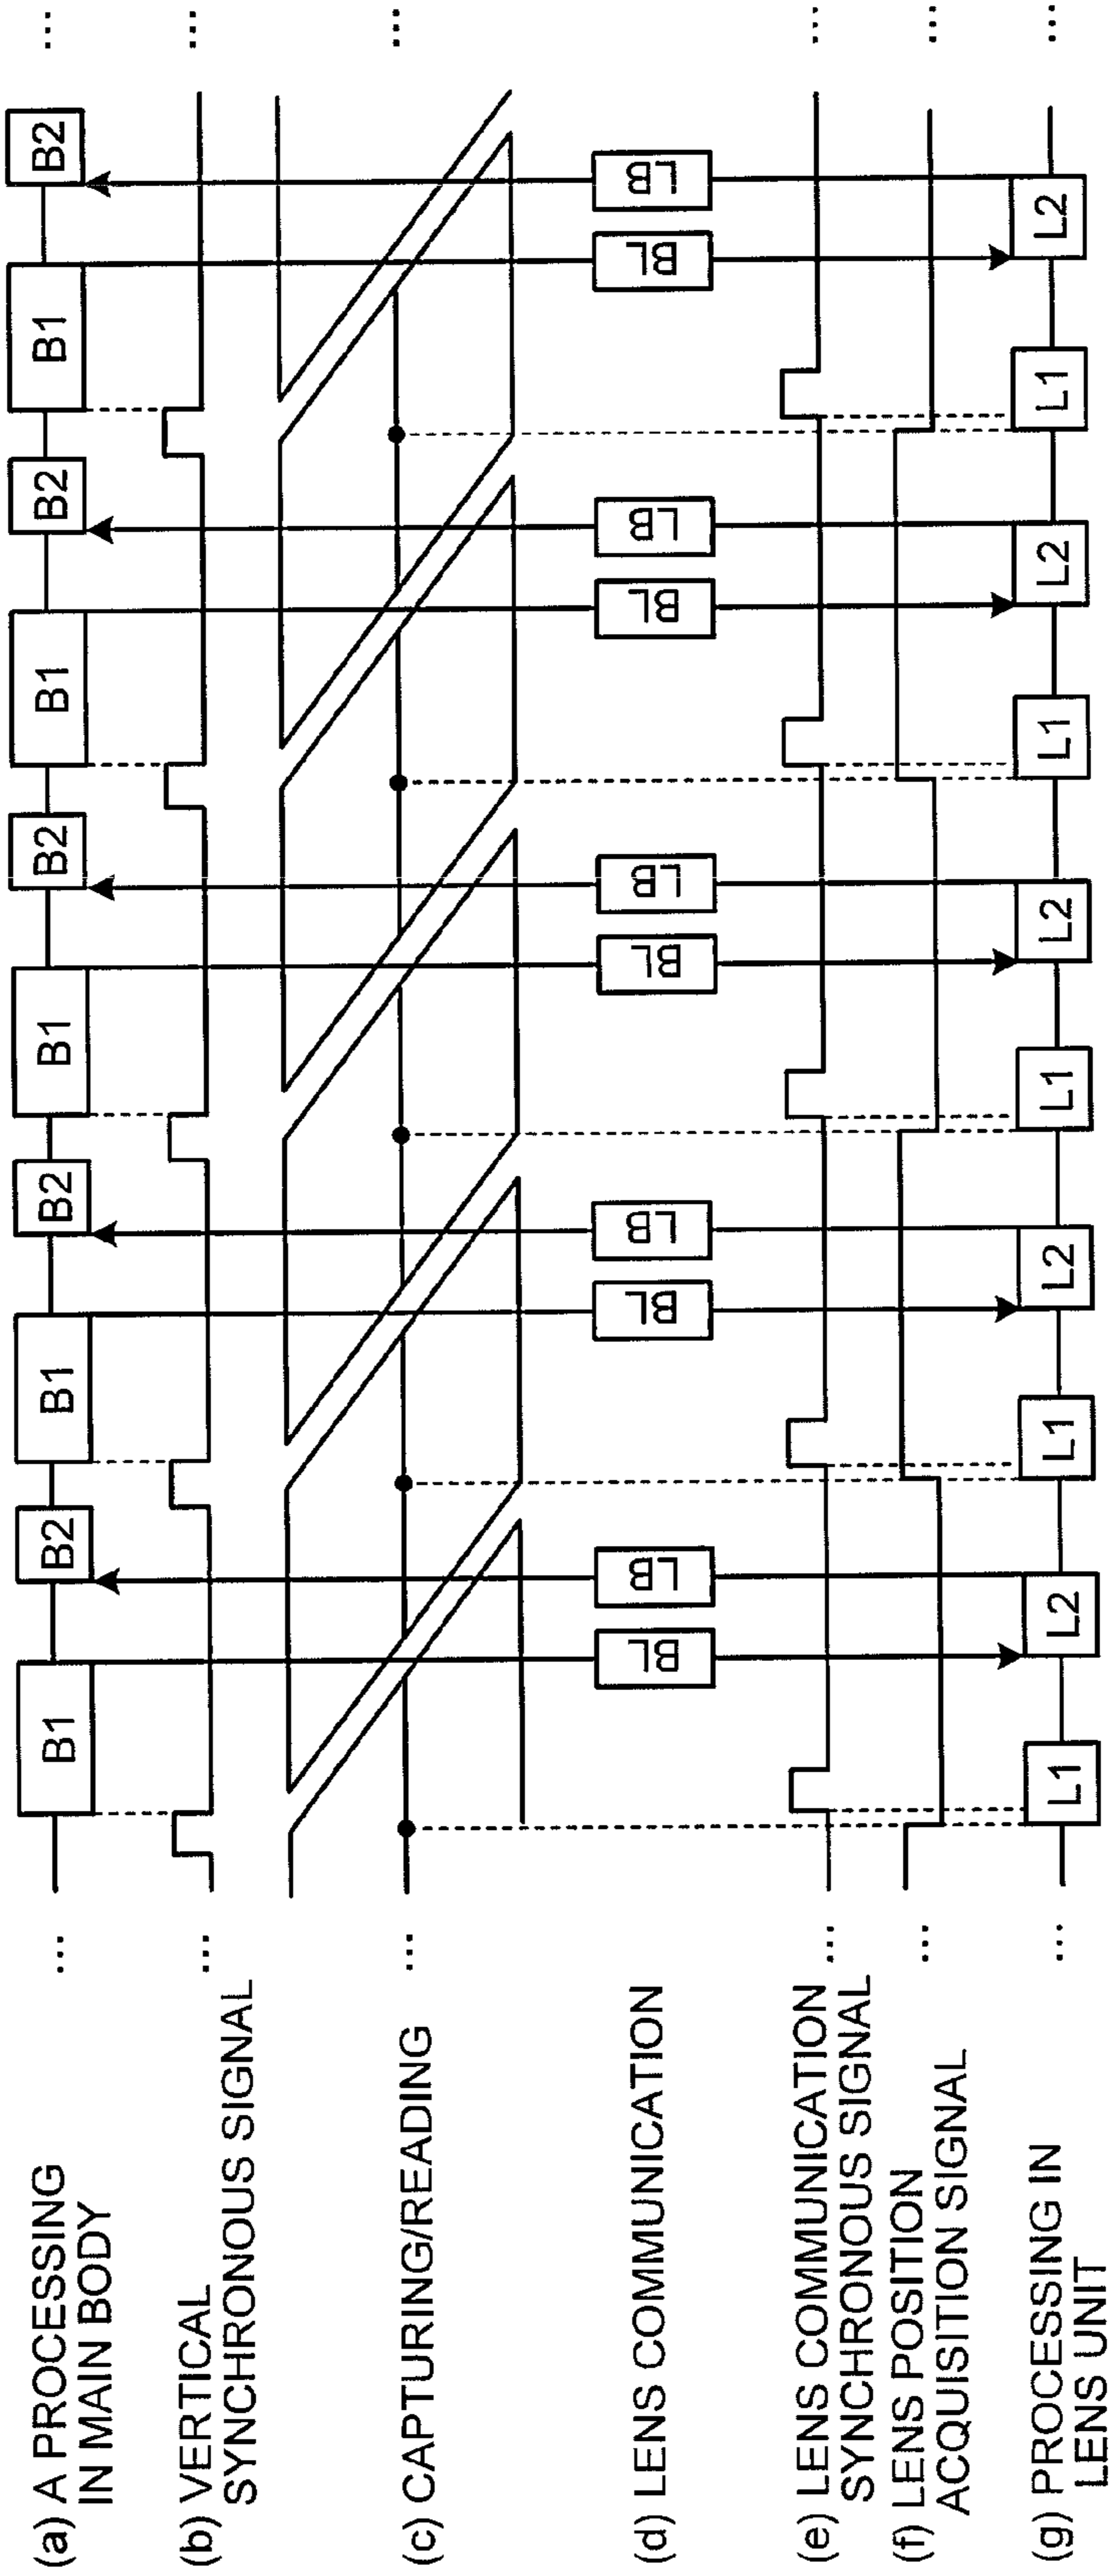 (a) A PROCESSING
IN MAIN BODY
... B1 B2 B1 B2 B1 B2 B1 B2 B1 B2 ...
(b) VERTICAL
SYNCHRONOUS SIGNAL
... ...
(c) CAPTURING/READING
... ...
(d) LENS COMMUNICATION
BL LB BL LB BL LB BL LB BL LB
(e) LENS COMMUNICATION
SYNCHRONOUS SIGNAL
... ...
(f) LENS POSITION
ACQUISITION SIGNAL
... ...
(g) PROCESSING IN
LENS UNIT
... L1 L2 L1 L2 L1 L2 L1 L2 L1 L2 ...